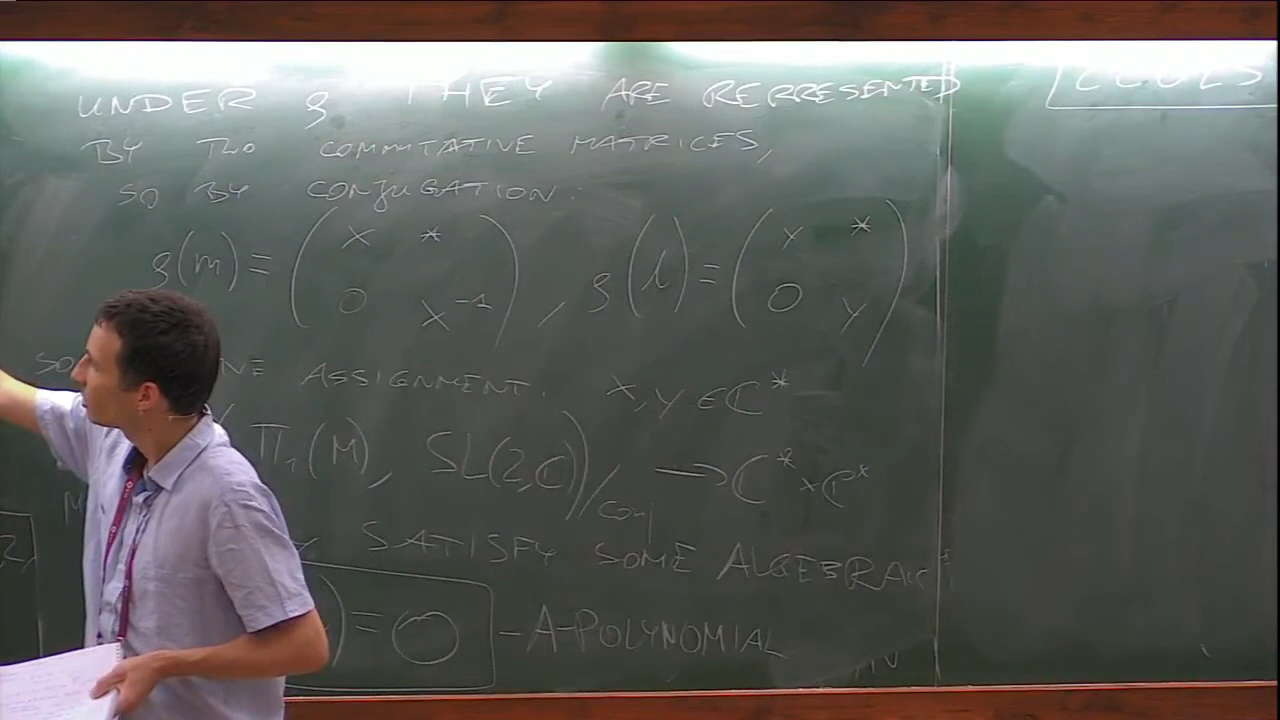 UNDER ρ THEY ARE REPRESENTED
BY TWO COMMUTATIVE MATRICES,
SO BY CONJUGATION:
ρ(m) = ( x * ; 0 x⁻¹ ), ρ(l) = ( y * ; 0 y )
ASSIGNMENT. x, y ∈ ℂ*
π₁(M), SL(2,ℂ))/conj → ℂ* × ℂ*
SATISFY SOME ALGEBRAIC
) = 0 - A-POLYNOMIAL